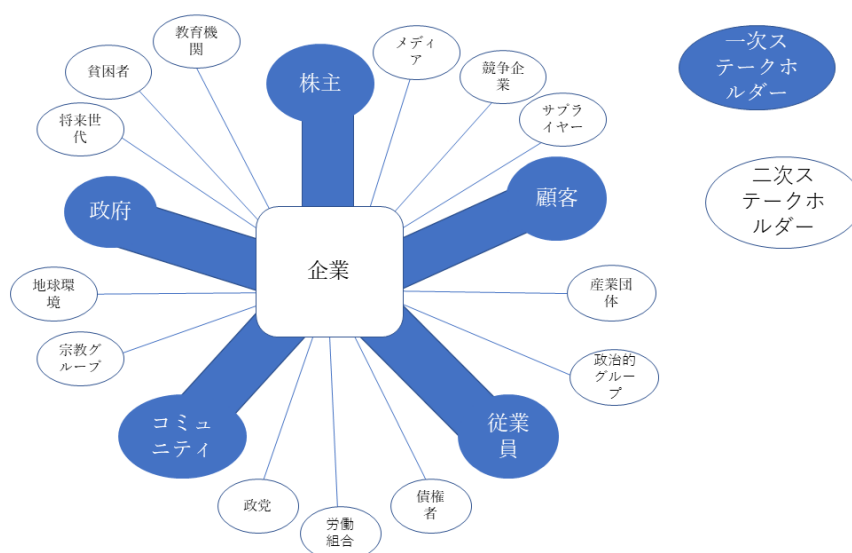 教育機
関
メディ
ア
一次ス
テークホ
ルダー
貧困者
株主
競争企
業
将来世
代
サプラ
イヤー
政府
顧客
二次ス
テークホ
ルダー
企業
地球環
境
産業団
体
宗教グ
ループ
政治的
グループ
コミュ
ニティ
従業
員
政党
労働
組合
債権
者